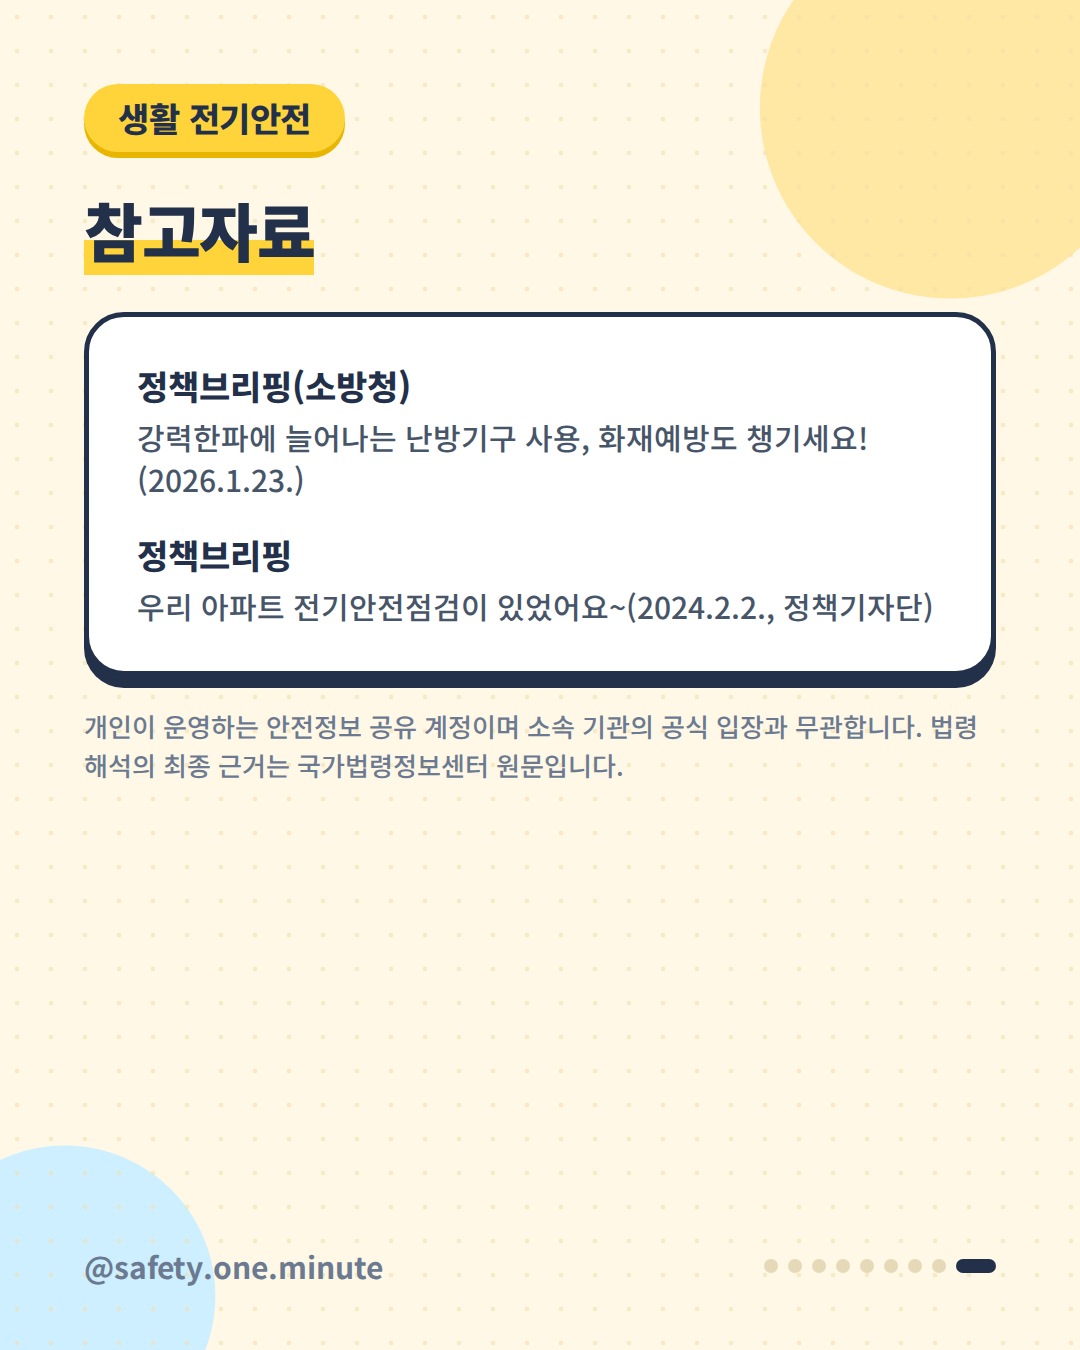 생활 전기안전
참고자료
정책브리핑(소방청)
강력한파에 늘어나는 난방기구 사용, 화재예방도 챙기세요!
(2026.1.23.)
정책브리핑
우리 아파트 전기안전점검이 있었어요~(2024.2.2., 정책기자단)
개인이 운영하는 안전정보 공유 계정이며 소속 기관의 공식 입장과 무관합니다. 법령
해석의 최종 근거는 국가법령정보센터 원문입니다.
@safety.one.minute